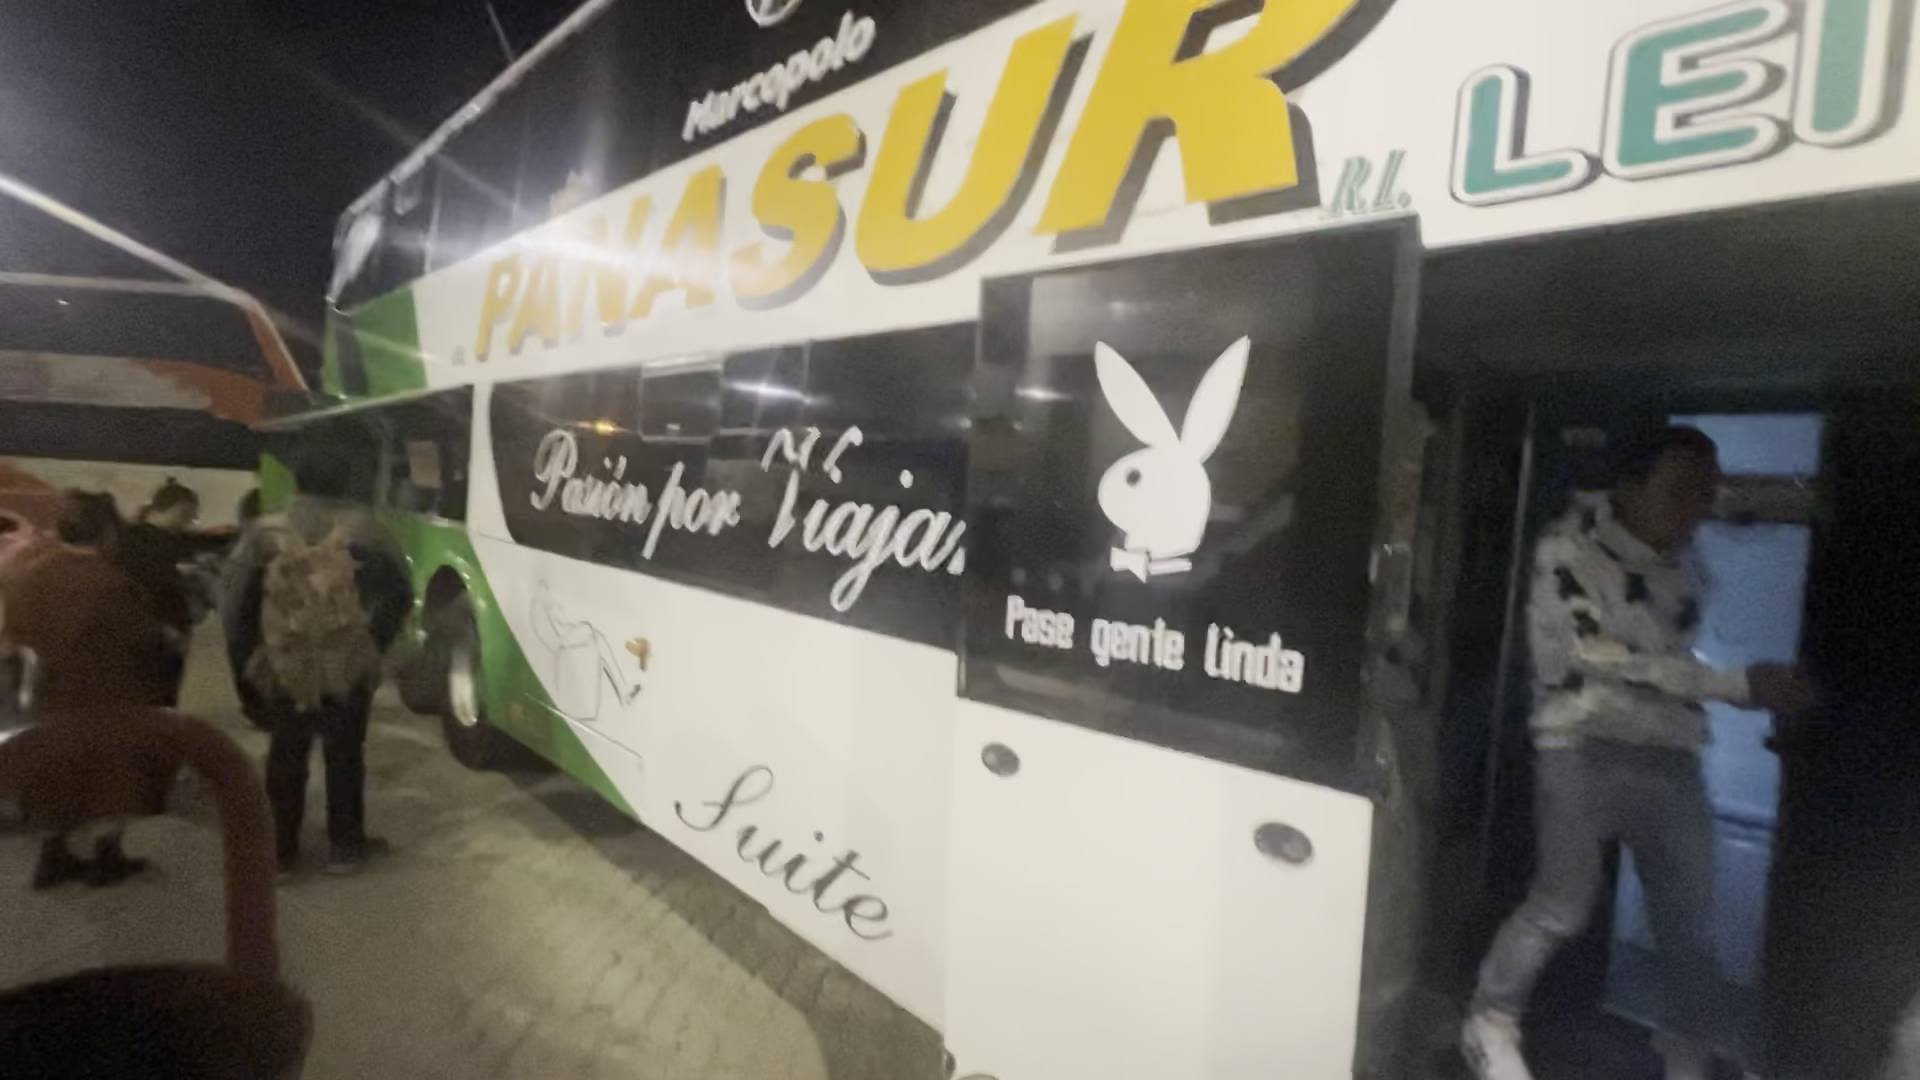 Marcopolo
PANASUR
R.L.
LEI
Pasión por Viajar
Pase gente linda
Suite